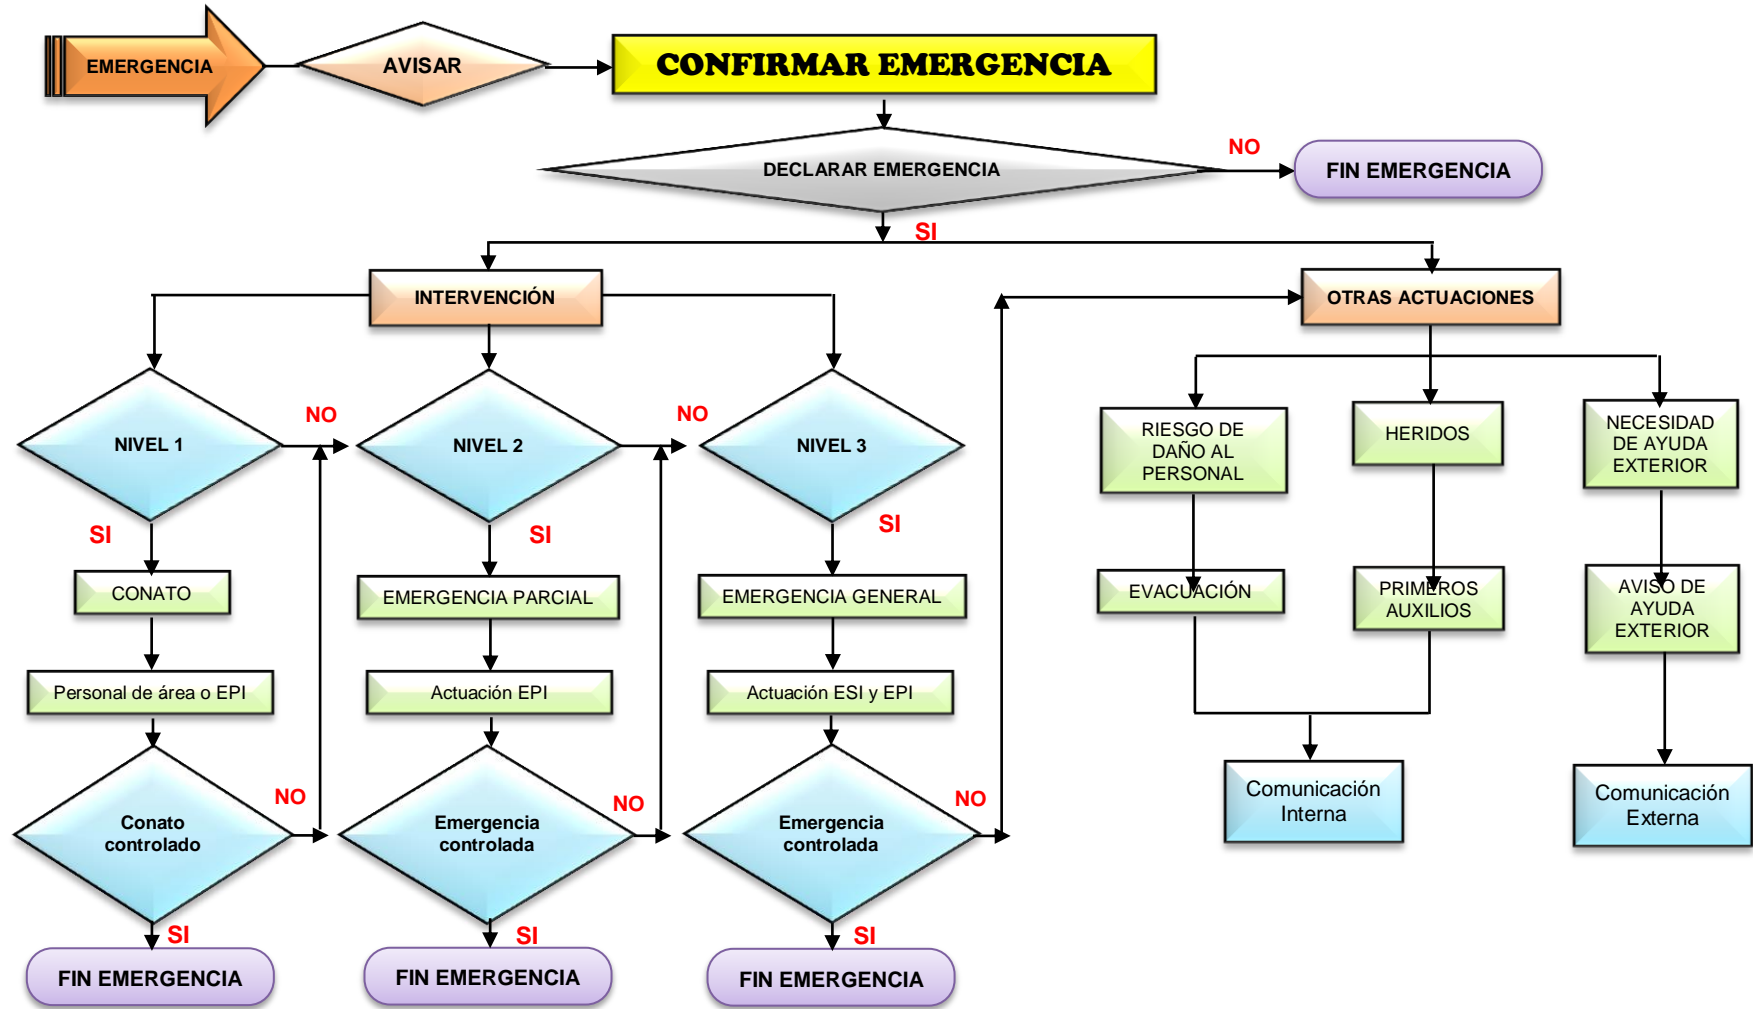 EMERGENCIA
AVISAR
CONFIRMAR EMERGENCIA
DECLARAR EMERGENCIA
NO
FIN EMERGENCIA
SI
INTERVENCIÓN
OTRAS ACTUACIONES
NIVEL 1
NO
NIVEL 2
NO
NIVEL 3
RIESGO DE
DAÑO AL
PERSONAL
HERIDOS
NECESIDAD
DE AYUDA
EXTERIOR
SI
SI
SI
CONATO
EMERGENCIA PARCIAL
EMERGENCIA GENERAL
EVACUACIÓN
PRIMEROS
AUXILIOS
AVISO DE
AYUDA
EXTERIOR
Personal de área o EPI
Actuación EPI
Actuación ESI y EPI
Conato
controlado
NO
Emergencia
controlada
NO
Emergencia
controlada
NO
Comunicación
Interna
Comunicación
Externa
SI
SI
SI
FIN EMERGENCIA
FIN EMERGENCIA
FIN EMERGENCIA